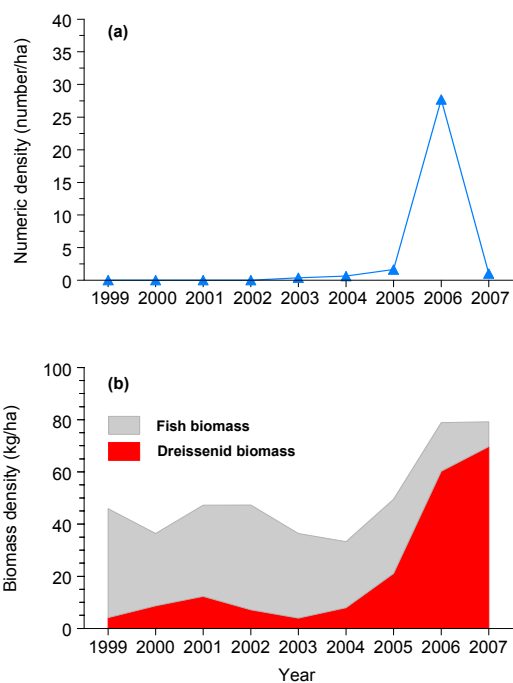 (a)
Numeric density (number/ha)
40
35
30
25
20
15
10
5
0
1999 2000 2001 2002 2003 2004 2005 2006 2007
(b)
Biomass density (kg/ha)
100
80
60
40
20
0
Fish biomass
Dreissenid biomass
1999 2000 2001 2002 2003 2004 2005 2006 2007
Year